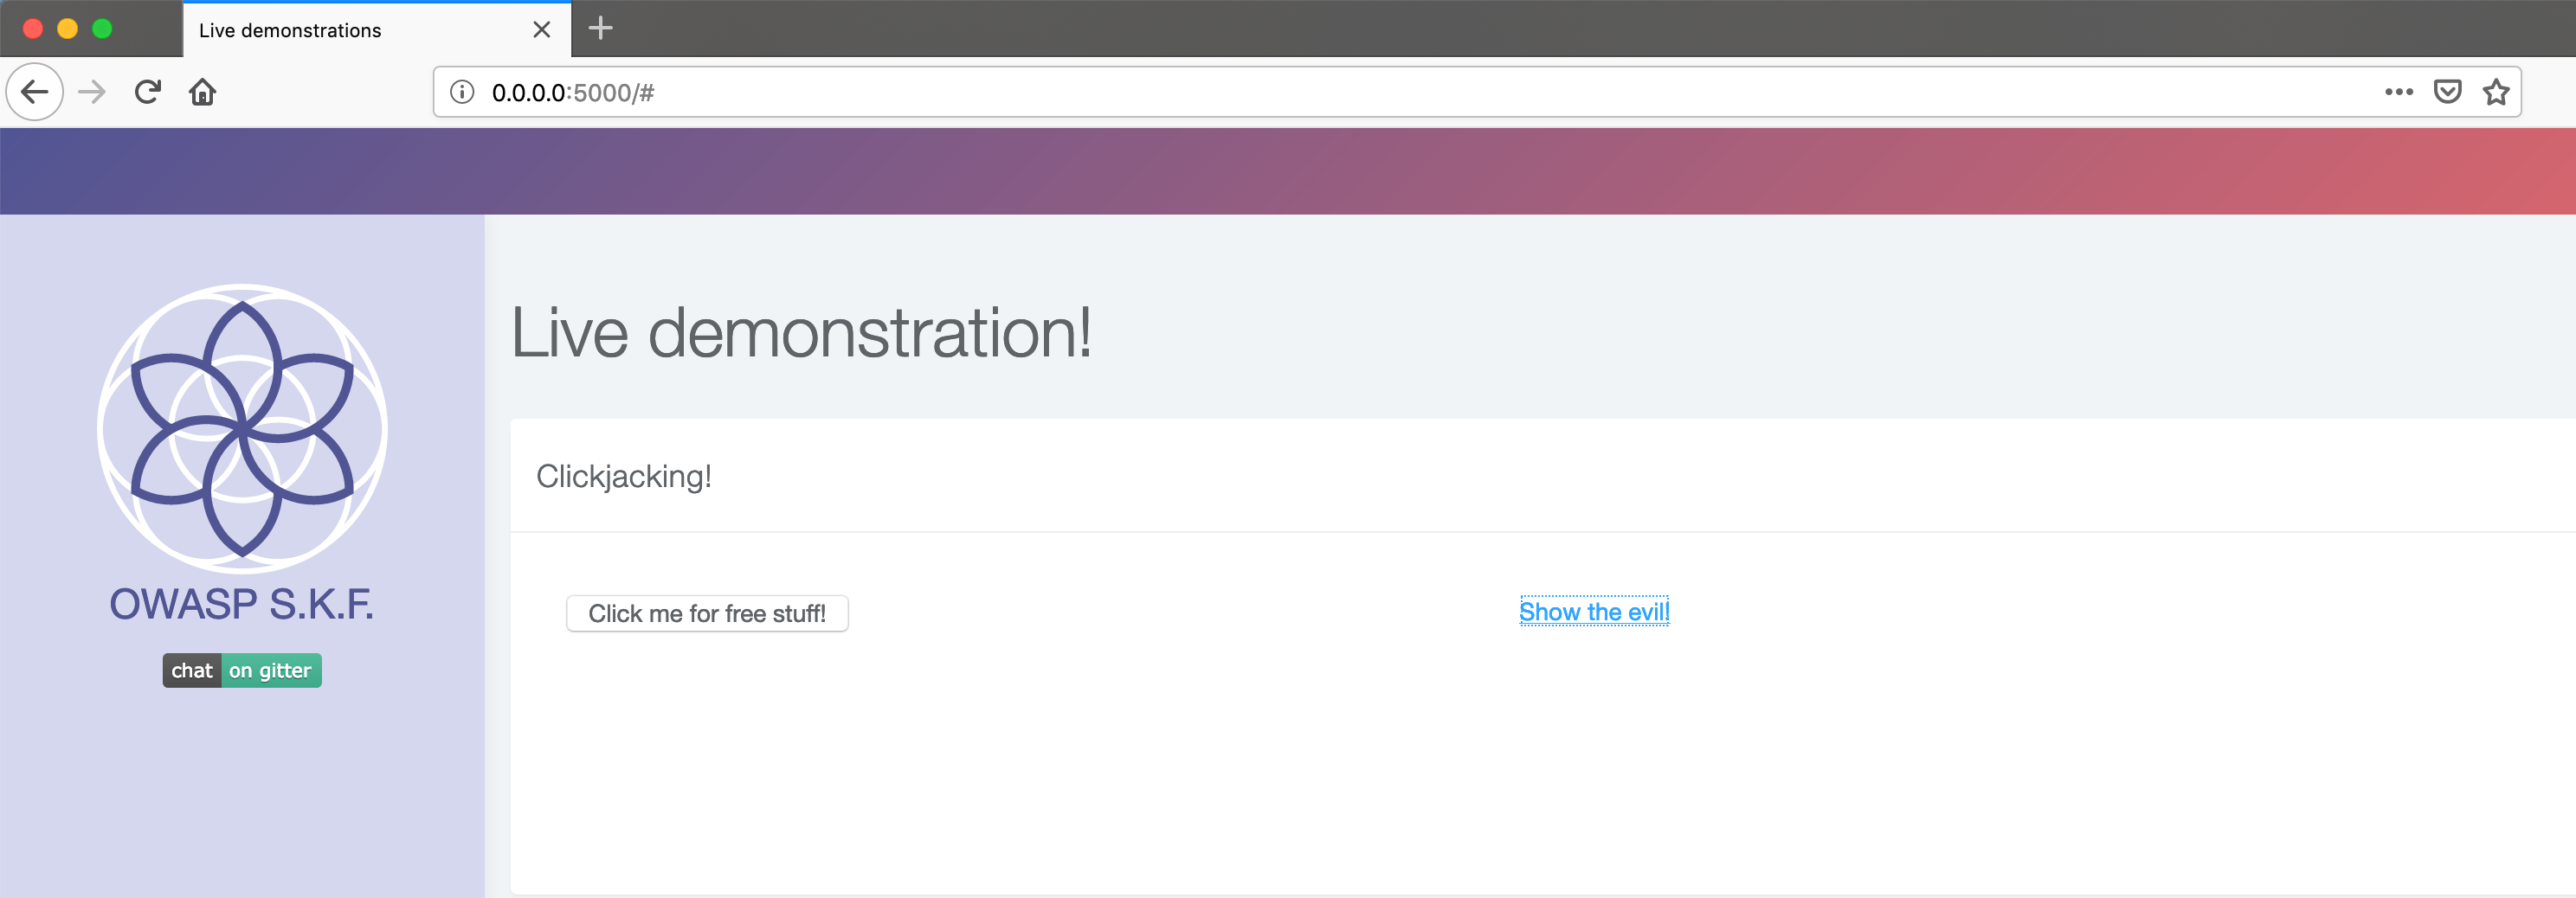 Live demonstrations
0.0.0.0:5000/#
OWASP S.K.F.
chat on gitter
Live demonstration!
Clickjacking!
Click me for free stuff!
Show the evil!